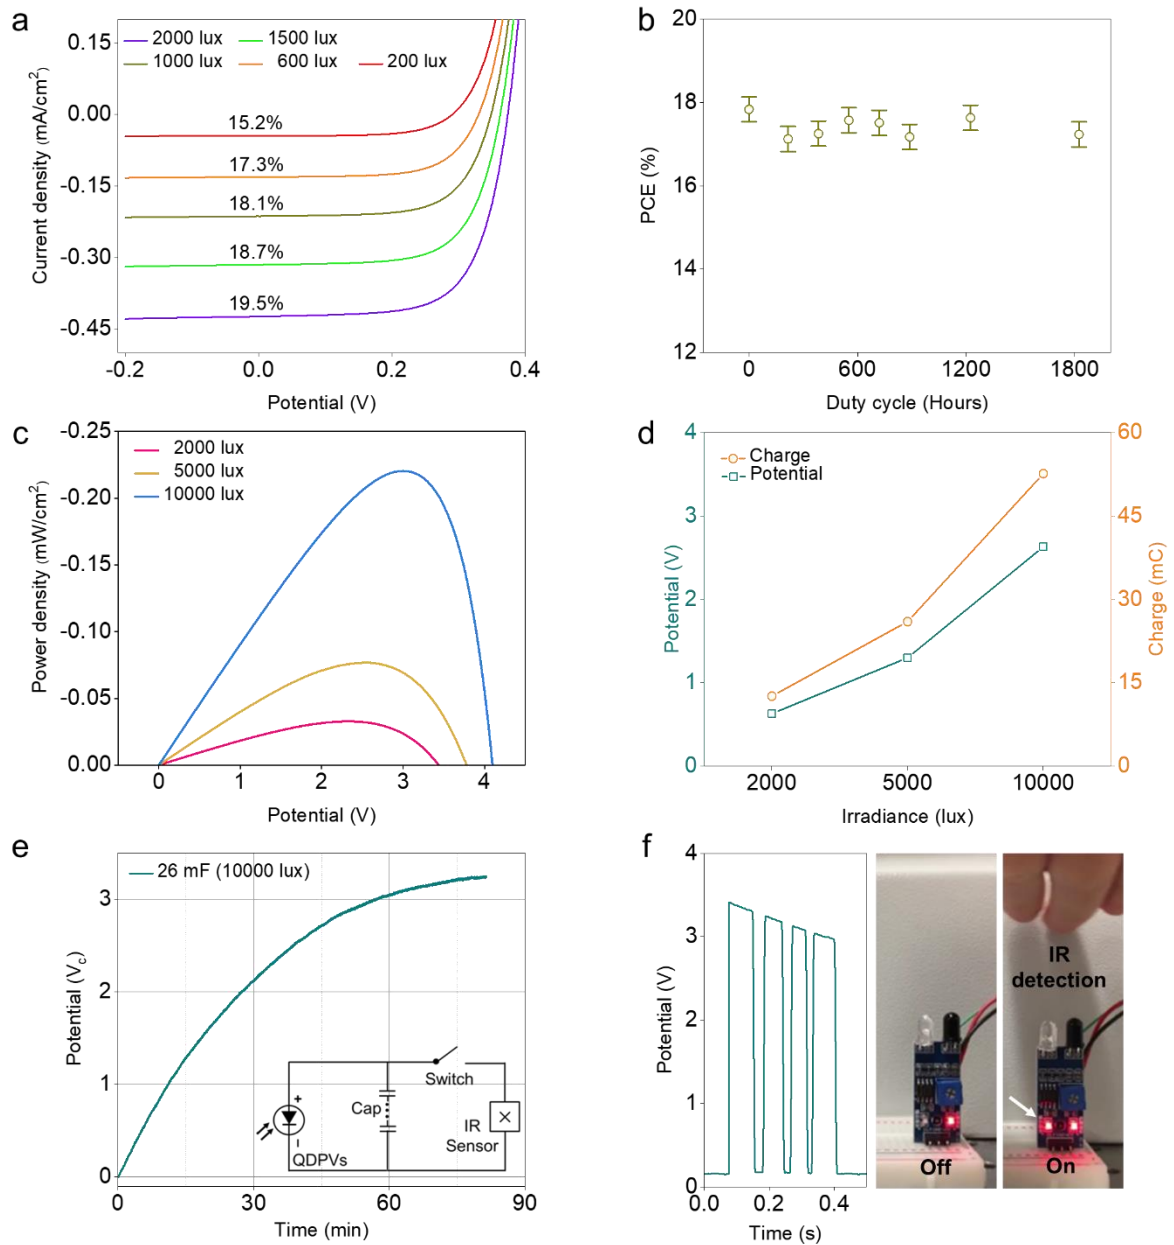 a
2000 lux 1500 lux
1000 lux 600 lux 200 lux
15.2%
17.3%
18.1%
18.7%
19.5%
0.15
0.00
-0.15
-0.30
-0.45
Current density (mA/cm²)
-0.2 0.0 0.2 0.4
Potential (V)
b
20
18
16
14
12
PCE (%)
0 600 1200 1800
Duty cycle (Hours)
c
2000 lux
5000 lux
10000 lux
-0.25
-0.20
-0.15
-0.10
-0.05
0.00
Power density (mW/cm²)
0 1 2 3 4
Potential (V)
d
Charge
Potential
4
3
2
1
0
Potential (V)
60
45
30
15
0
Charge (mC)
2000 5000 10000
Irradiance (lux)
e
26 mF (10000 lux)
3
2
1
0
Potential (Vc)
+
Cap
Switch
IR
Sensor
−
QDPVs
0 30 60 90
Time (min)
f
4
3
2
1
0
Potential (V)
0.0 0.2 0.4
Time (s)
Off
IR
detection
On